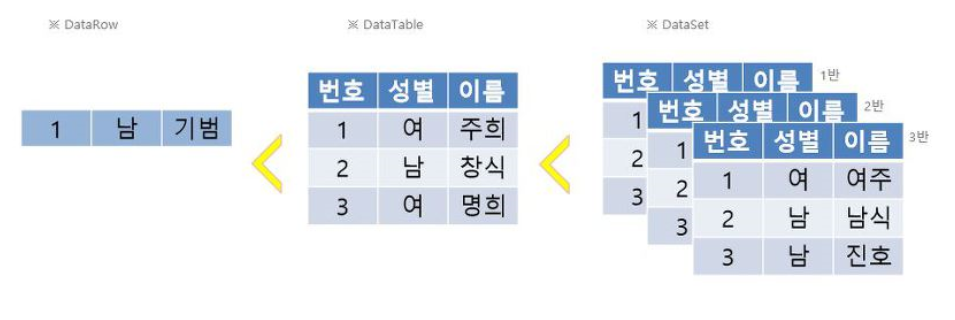 ※ DataRow
1 남 기범
※ DataTable
번호 성별 이름
1 여 주희
2 남 창식
3 여 명희
※ DataSet
번호 성별 이름 1반
1
2
3
번호 성별 이름 2반
1
2
3
번호 성별 이름 3반
1 여 여주
2 남 남식
3 남 진호